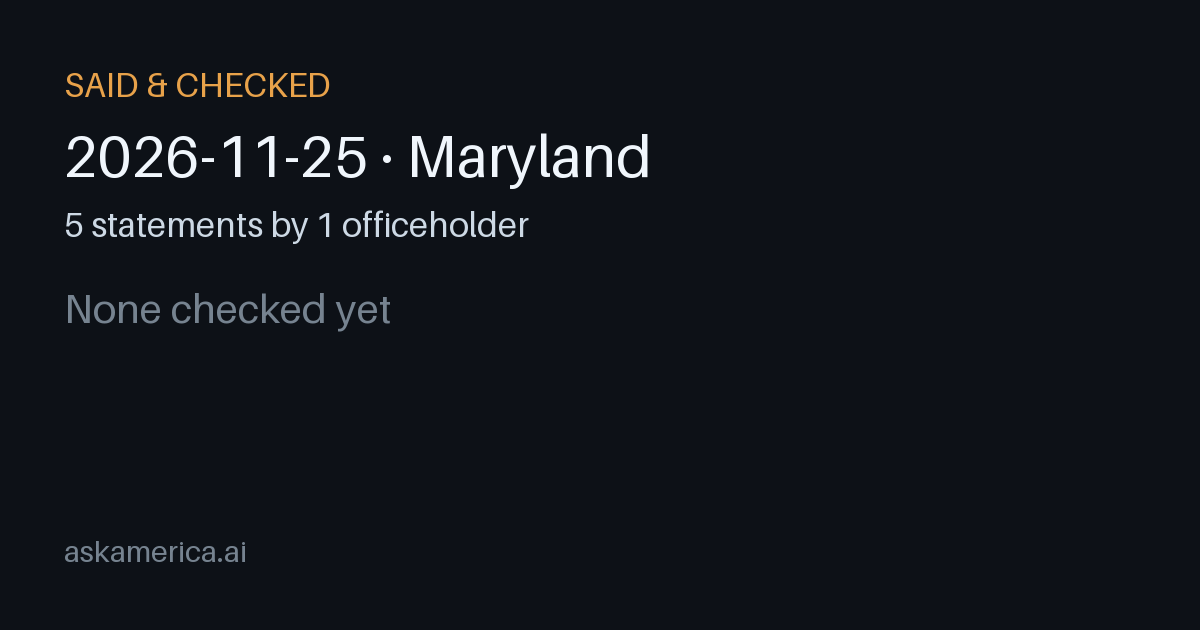 SAID & CHECKED
2026-11-25 · Maryland
5 statements by 1 officeholder
None checked yet
askamerica.ai